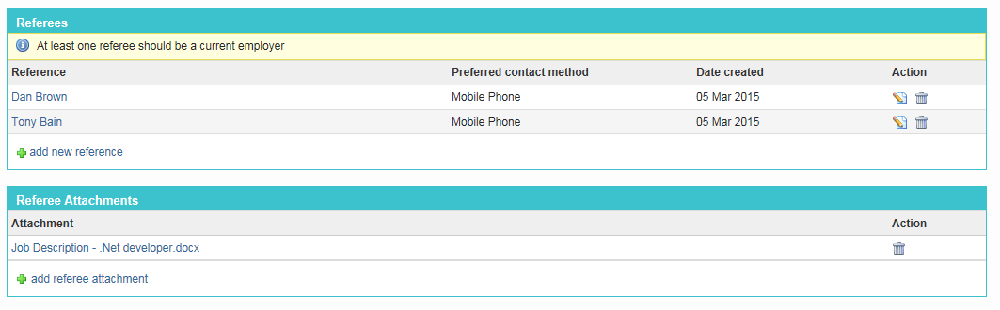 Referees
At least one referee should be a current employer
Reference Preferred contact method Date created Action
Dan Brown Mobile Phone 05 Mar 2015
Tony Bain Mobile Phone 05 Mar 2015
add new reference
Referee Attachments
Attachment Action
Job Description - .Net developer.docx
add referee attachment